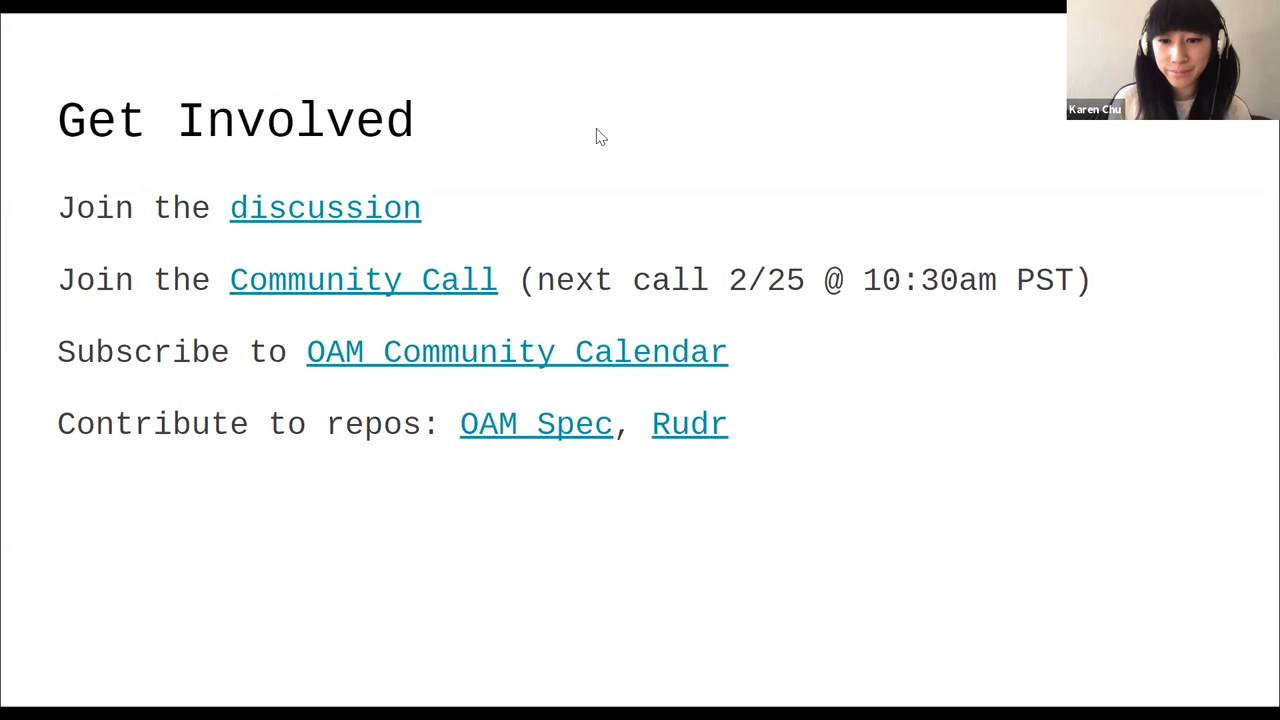 Get Involved
Karen Chu
Join the discussion
Join the Community Call (next call 2/25 @ 10:30am PST)
Subscribe to OAM Community Calendar
Contribute to repos: OAM Spec, Rudr